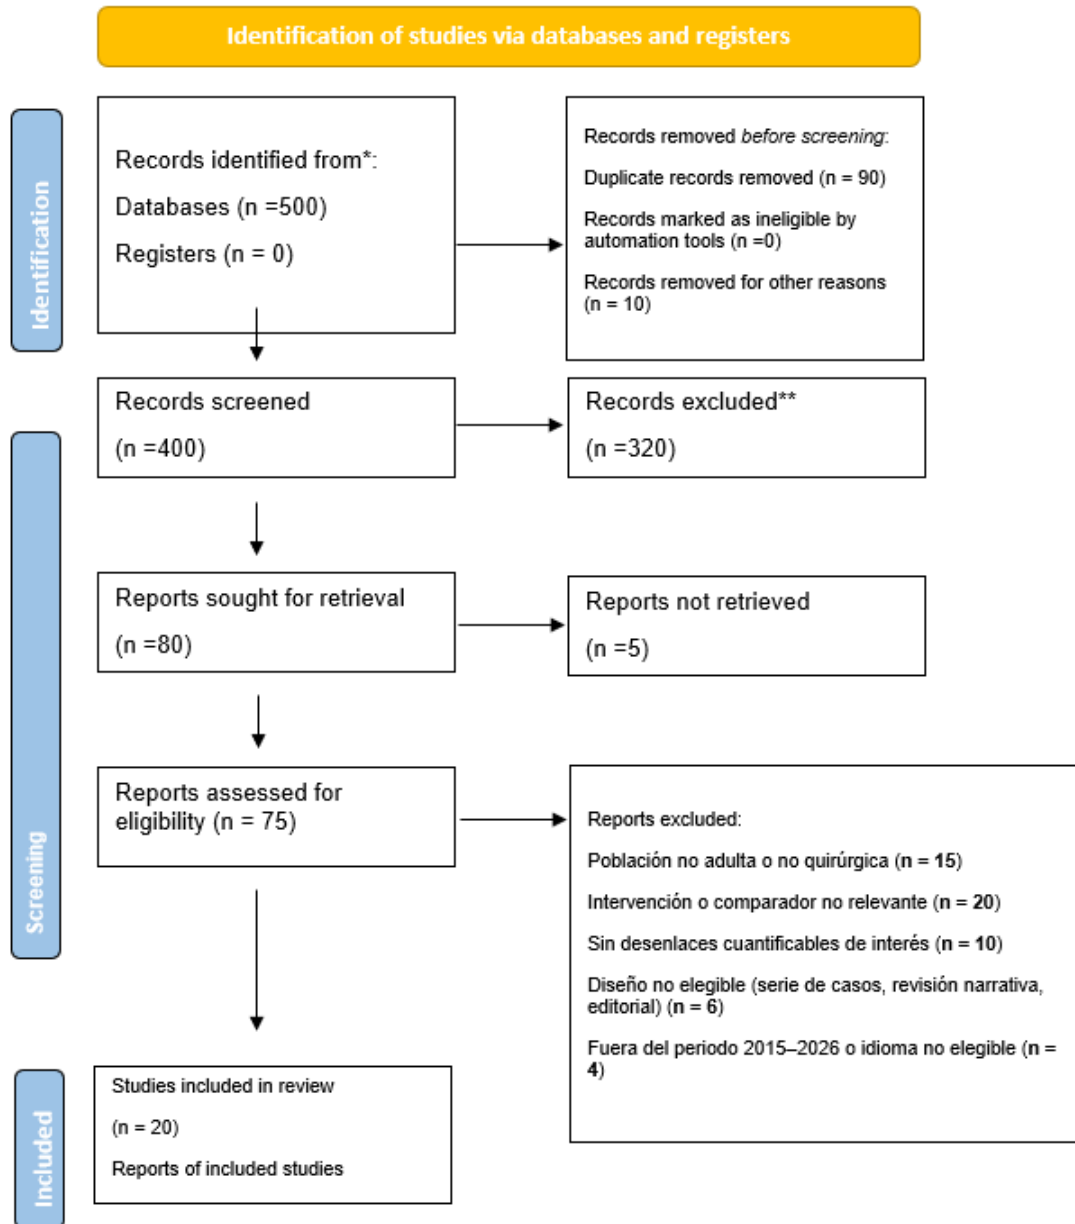 Identification of studies via databases and registers
Identification
Records identified from*:
Databases (n =500)
Registers (n = 0)
Records removed before screening:
Duplicate records removed (n = 90)
Records marked as ineligible by
automation tools (n =0)
Records removed for other reasons
(n = 10)
Screening
Records screened
(n =400)
Records excluded**
(n =320)
Reports sought for retrieval
(n =80)
Reports not retrieved
(n =5)
Reports assessed for
eligibility (n = 75)
Reports excluded:
Población no adulta o no quirúrgica (n = 15)
Intervención o comparador no relevante (n = 20)
Sin desenlaces cuantificables de interés (n = 10)
Diseño no elegible (serie de casos, revisión narrativa,
editorial) (n = 6)
Fuera del periodo 2015–2026 o idioma no elegible (n =
4)
Included
Studies included in review
(n = 20)
Reports of included studies